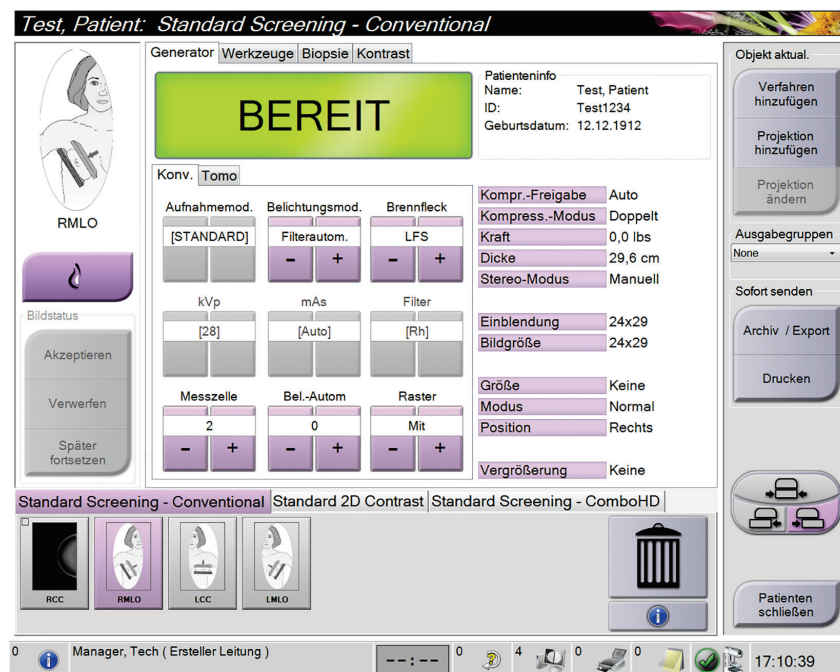 Test, Patient: Standard Screening - Conventional
Generator Werkzeuge Biopsie Kontrast
BEREIT
Patienteninfo
Name: Test, Patient
ID: Test1234
Geburtsdatum: 12.12.1912
RMLO
Bildstatus
Akzeptieren
Verwerfen
Später
fortsetzen
Konv. Tomo
Aufnahmemod. Belichtungsmod. Brennfleck
[STANDARD] Filterautom. LFS
- + - +
kVp mAs Filter
[28] [Auto] [Rh]
Messzelle Bel.-Autom Raster
2 0 Mit
- + - + - +
Kompr.-Freigabe Auto
Kompress.-Modus Doppelt
Kraft 0,0 lbs
Dicke 29,6 cm
Stereo-Modus Manuell
Einblendung 24x29
Bildgröße 24x29
Größe Keine
Modus Normal
Position Rechts
Vergrößerung Keine
Objekt aktual.
Verfahren
hinzufügen
Projektion
hinzufügen
Projektion
ändern
Ausgabegruppen
None
Sofort senden
Archiv / Export
Drucken
Patienten
schließen
Standard Screening - Conventional Standard 2D Contrast Standard Screening - ComboHD
RCC RMLO LCC LMLO
0 Manager, Tech ( Ersteller Leitung ) --:-- 0 4 0 0 17:10:39